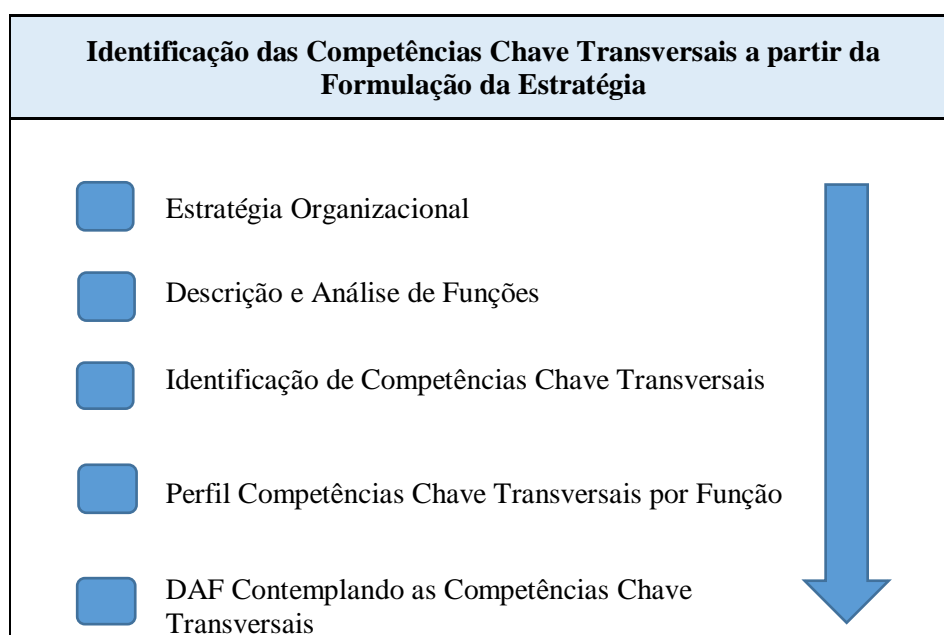 Identificação das Competências Chave Transversais a partir da
Formulação da Estratégia
Estratégia Organizacional
Descrição e Análise de Funções
Identificação de Competências Chave Transversais
Perfil Competências Chave Transversais por Função
DAF Contemplando as Competências Chave
Transversais